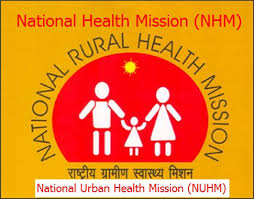 National Health Mission (NHM)
NATIONAL RURAL HEALTH MISSION
राष्ट्रीय ग्रामीण स्वास्थ्य मिशन
National Urban Health Mission (NUHM)